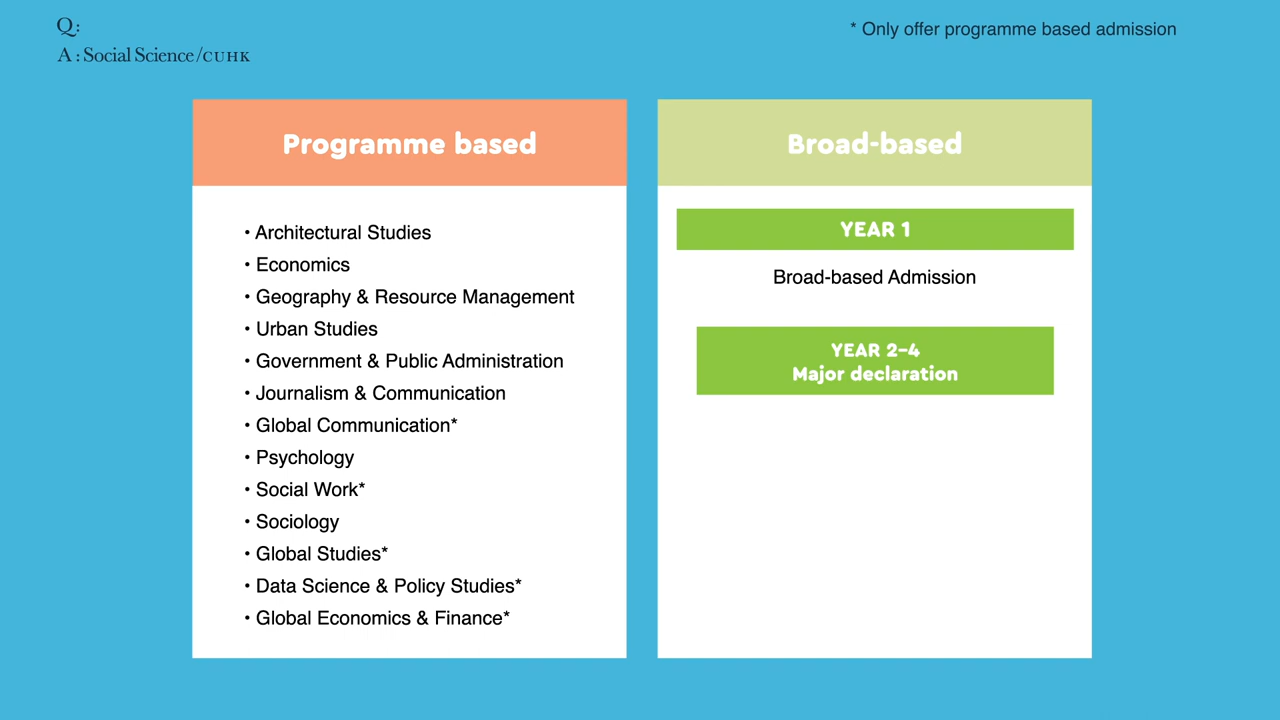 Q:
A : Social Science/CUHK
* Only offer programme based admission
Programme based
• Architectural Studies
• Economics
• Geography & Resource Management
• Urban Studies
• Government & Public Administration
• Journalism & Communication
• Global Communication*
• Psychology
• Social Work*
• Sociology
• Global Studies*
• Data Science & Policy Studies*
• Global Economics & Finance*
Broad-based
YEAR 1
Broad-based Admission
YEAR 2–4
Major declaration